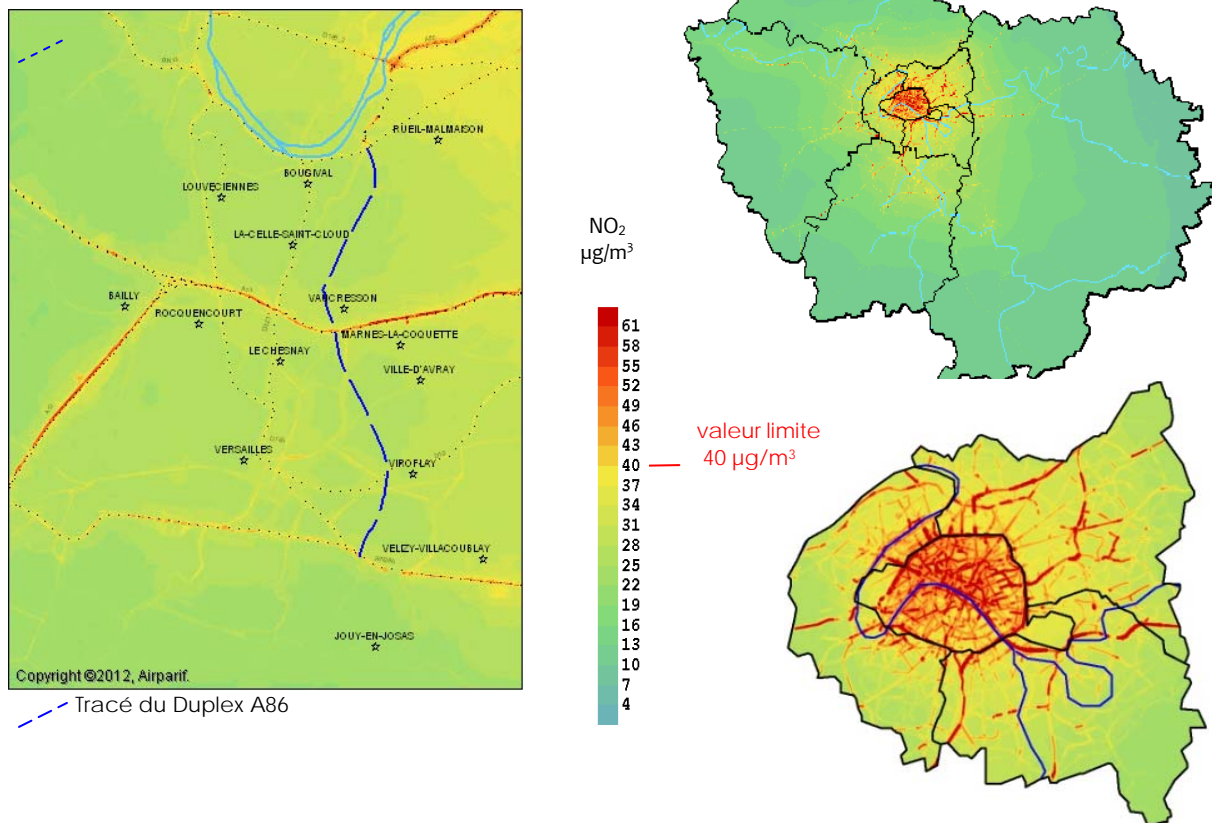 RUEIL-MALMAISON
BOUGIVAL
LOUVECIENNES
LA-CELLE-SAINT-CLOUD
BAILLY
VAUCRESSON
ROCQUENCOURT
MARNES-LA-COQUETTE
LE CHESNAY
VILLE-D'AVRAY
VERSAILLES
VIROFLAY
VELIZY-VILLACOUBLAY
JOUY-EN-JOSAS
Copyright ©2012, Airparif.
Tracé du Duplex A86
NO₂
µg/m³
61
58
55
52
49
46
43
40
37
34
31
28
25
22
19
16
13
10
7
4
valeur limite
40 µg/m³